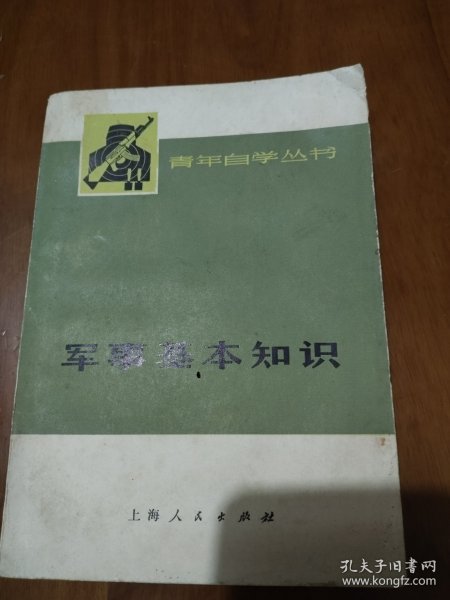 青年自学丛书
军事基本知识
上海人民出版社
孔夫子旧书网
www.kongfz.com